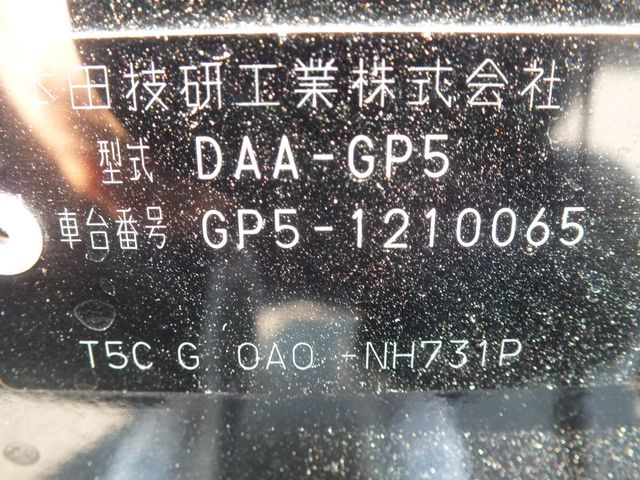 本田技研工業株式会社
型式 DAA-GP5
車台番号 GP5-1210065
T5C G 0A0 -NH731P